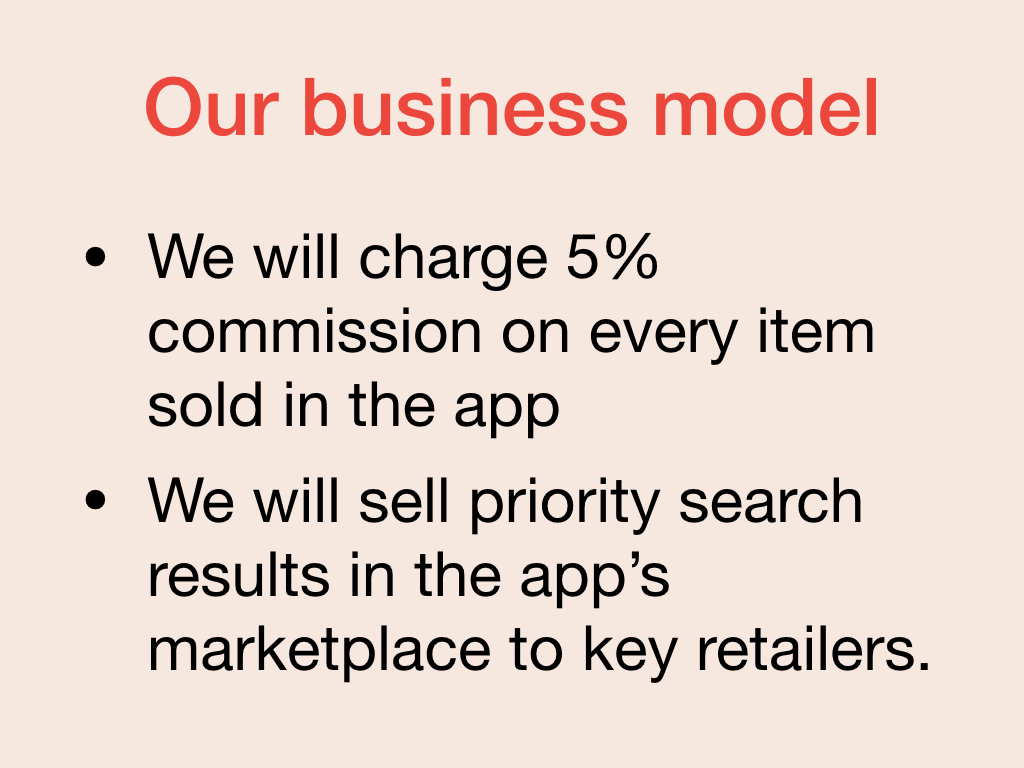 Our business model
• We will charge 5%
commission on every item
sold in the app
• We will sell priority search
results in the app’s
marketplace to key retailers.